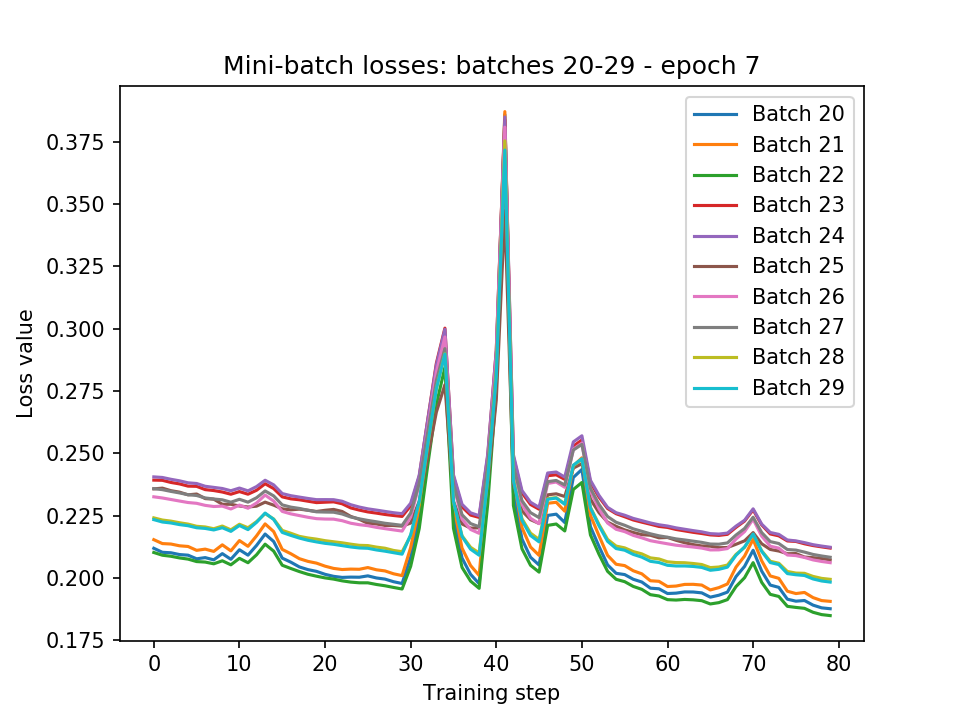 Mini-batch losses: batches 20-29 - epoch 7
Loss value
0.375
0.350
0.325
0.300
0.275
0.250
0.225
0.200
0.175
Batch 20
Batch 21
Batch 22
Batch 23
Batch 24
Batch 25
Batch 26
Batch 27
Batch 28
Batch 29
0 10 20 30 40 50 60 70 80
Training step